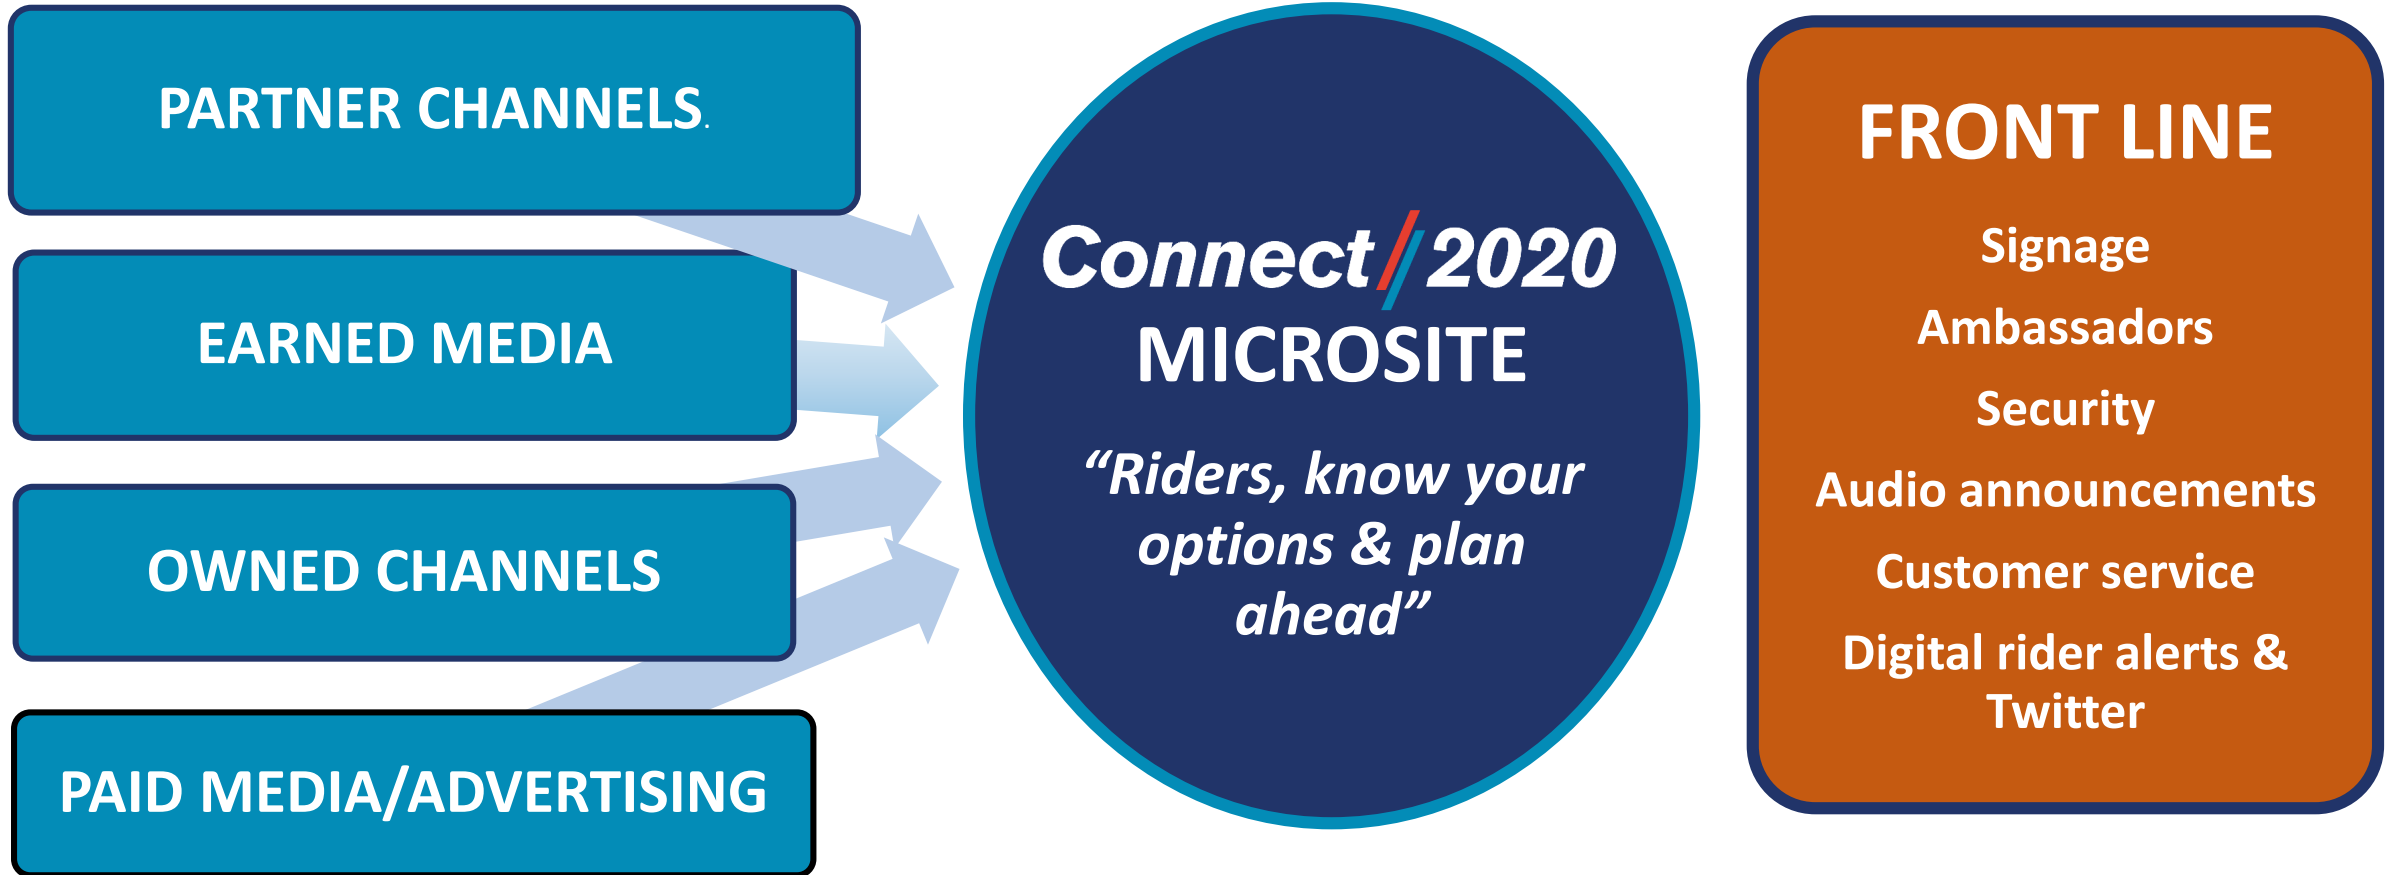 PARTNER CHANNELS.
EARNED MEDIA
OWNED CHANNELS
PAID MEDIA/ADVERTISING
Connect//2020
MICROSITE
“Riders, know your
options & plan
ahead”
FRONT LINE
Signage
Ambassadors
Security
Audio announcements
Customer service
Digital rider alerts &
Twitter